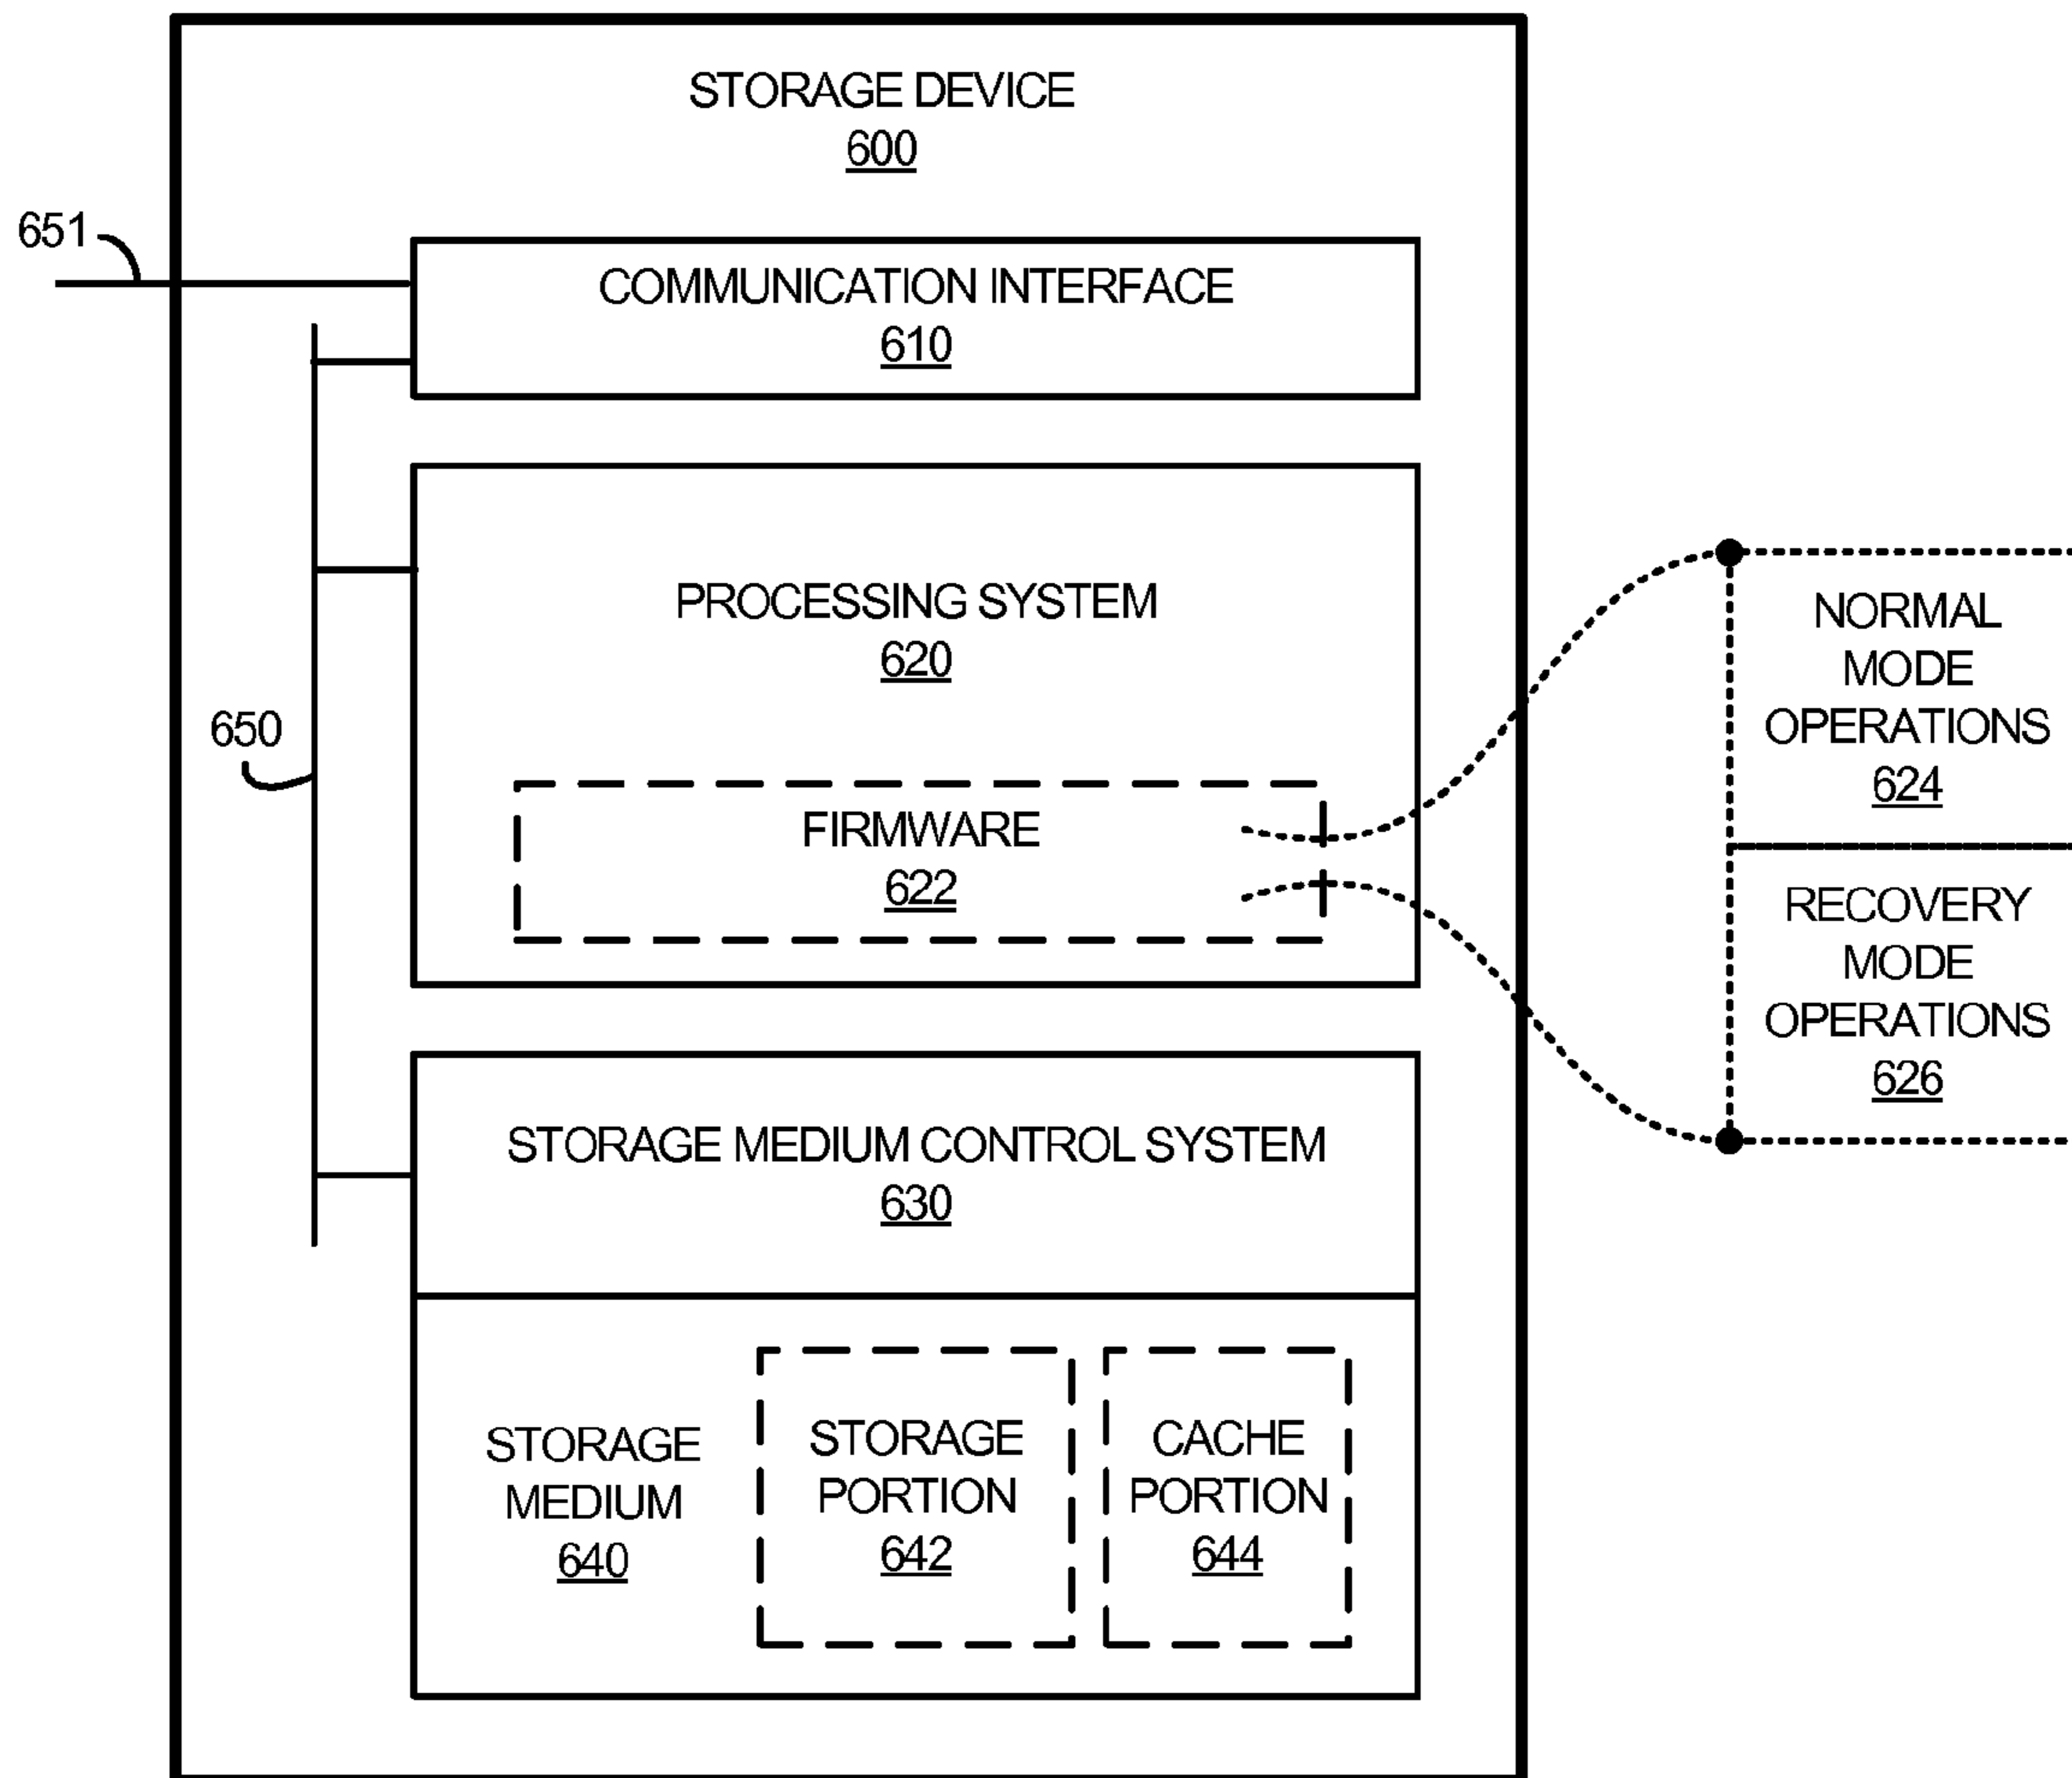 STORAGE DEVICE
600
651
COMMUNICATION INTERFACE
610
PROCESSING SYSTEM
620
650
FIRMWARE
622
NORMAL
MODE
OPERATIONS
624
RECOVERY
MODE
OPERATIONS
626
STORAGE MEDIUM CONTROL SYSTEM
630
STORAGE
MEDIUM
640
STORAGE
PORTION
642
CACHE
PORTION
644